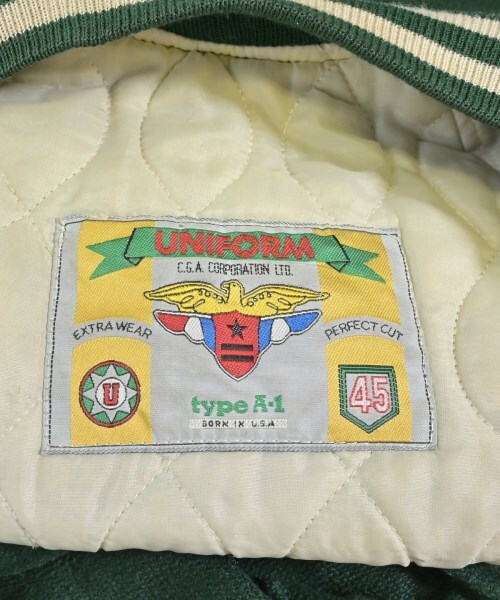 UNIFORM
C.G.A. CORPORATION LTD.
EXTRA WEAR
PERFECT CUT
U
45
type A-1
BORN IN U.S.A